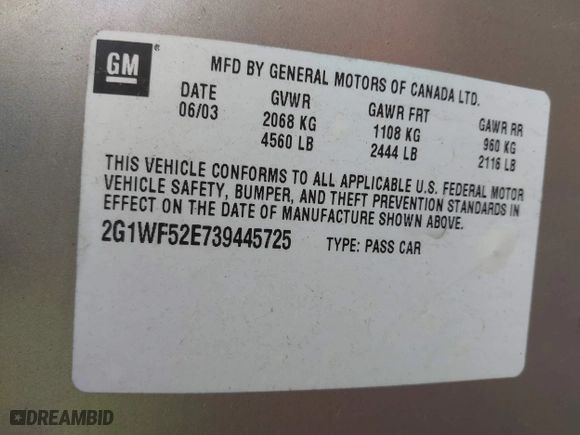 GM ®
MFD BY GENERAL MOTORS OF CANADA LTD.
DATE GVWR GAWR FRT GAWR RR
06/03 2068 KG 1108 KG 960 KG
4560 LB 2444 LB 2116 LB
THIS VEHICLE CONFORMS TO ALL APPLICABLE U.S. FEDERAL MOTOR
VEHICLE SAFETY, BUMPER, AND THEFT PREVENTION STANDARDS IN
EFFECT ON THE DATE OF MANUFACTURE SHOWN ABOVE.
2G1WF52E739445725 TYPE: PASS CAR
DREAMBID